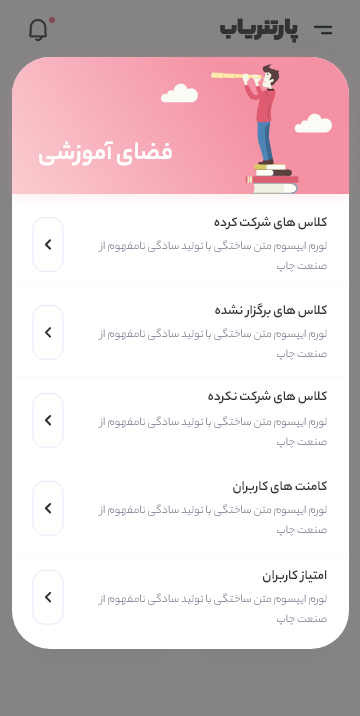 پارتنریاب
فضای آموزشی
کلاس های شرکت کرده
لورم ایپسوم متن ساختگی با تولید سادگی نامفهوم از
صنعت چاپ
کلاس های برگزار نشده
لورم ایپسوم متن ساختگی با تولید سادگی نامفهوم از
صنعت چاپ
کلاس های شرکت نکرده
لورم ایپسوم متن ساختگی با تولید سادگی نامفهوم از
صنعت چاپ
کامنت های کاربران
لورم ایپسوم متن ساختگی با تولید سادگی نامفهوم از
صنعت چاپ
امتیاز کاربران
لورم ایپسوم متن ساختگی با تولید سادگی نامفهوم از
صنعت چاپ